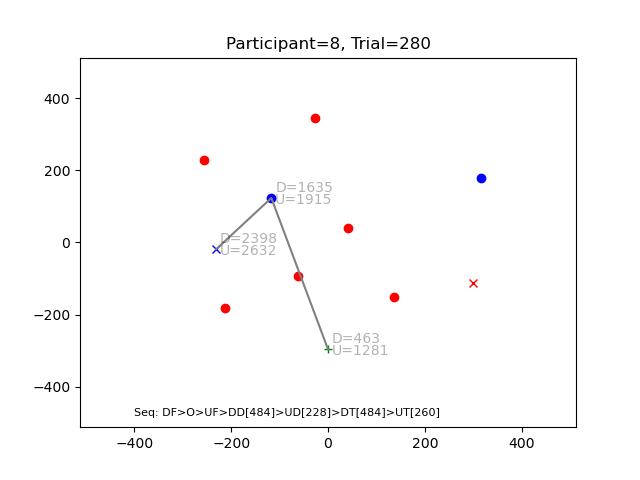 Participant=8, Trial=280
400
200
0
−200
−400
D=1635
U=1915
D=2398
U=2632
D=463
U=1281
Seq: DF>O>UF>DD[484]>UD[228]>DT[484]>UT[260]
−400
−200
0
200
400